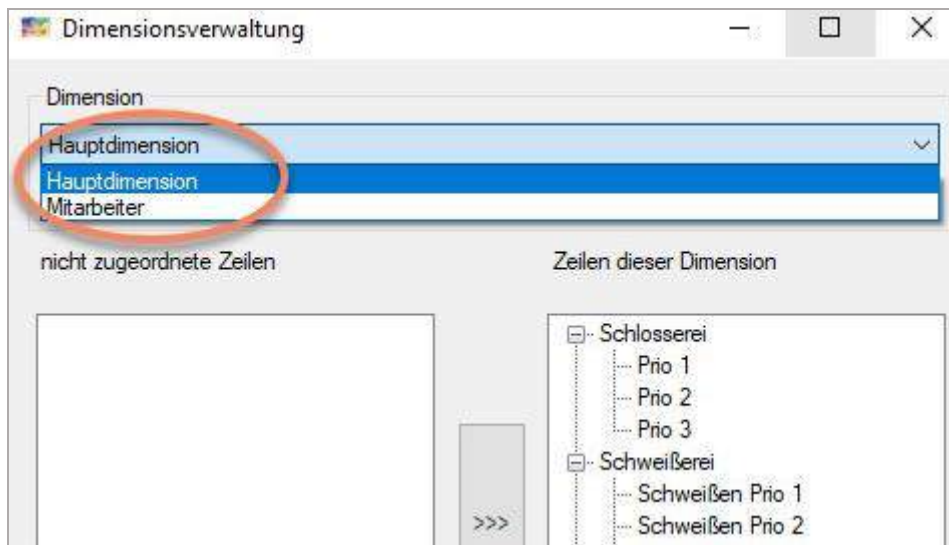 Dimensionsverwaltung
Dimension
Hauptdimension
Hauptdimension
Mitarbeiter
nicht zugeordnete Zeilen
Zeilen dieser Dimension
Schlosserei
Prio 1
Prio 2
Prio 3
Schweißerei
Schweißen Prio 1
>>>
Schweißen Prio 2